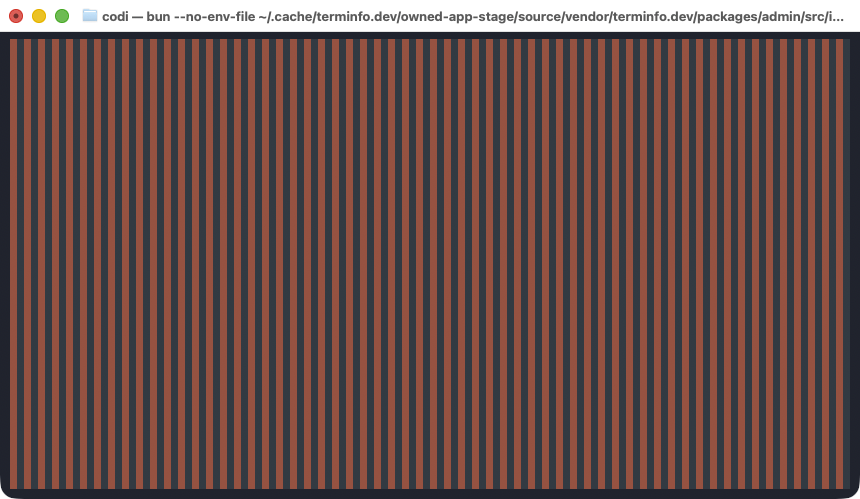 codi — bun --no-env-file ~/.cache/terminfo.dev/owned-app-stage/source/vendor/terminfo.dev/packages/admin/src/i...